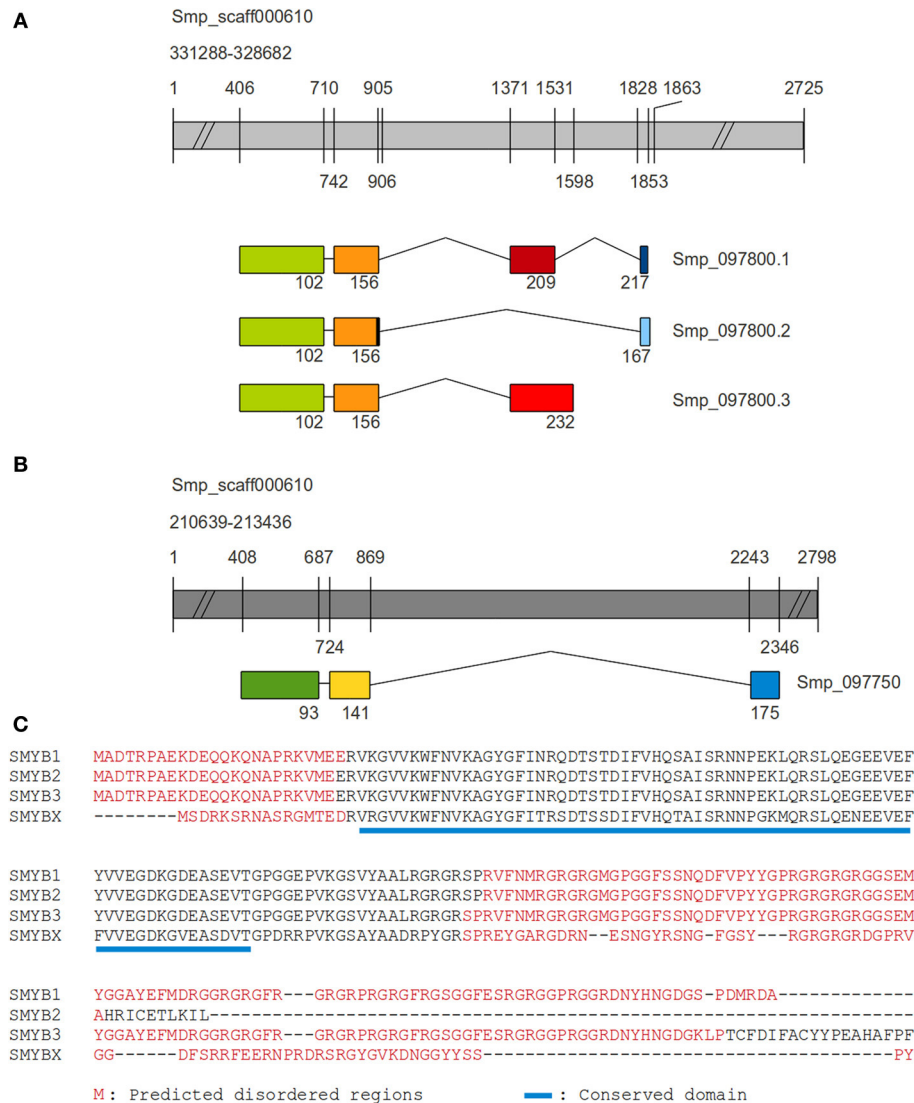 A
Smp_scaff000610
331288-328682
1 406 710 905 1371 1531 1828 1863 2725
742 906 1598 1853
102 156 209 217 Smp_097800.1
102 156 167 Smp_097800.2
102 156 232 Smp_097800.3
B
Smp_scaff000610
210639-213436
1 408 687 869 2243 2798
724 2346
93 141 175 Smp_097750
C
SMYB1 MADTRPAEKDEQQKQNAPRKVMEERVKGVVKWFNVKAGYGFINRQDTSTDIFVHQSAISRNNPEKLQRSLQEGEEVEF
SMYB2 MADTRPAEKDEQQKQNAPRKVMEERVKGVVKWFNVKAGYGFINRQDTSTDIFVHQSAISRNNPEKLQRSLQEGEEVEF
SMYB3 MADTRPAEKDEQQKQNAPRKVMEERVKGVVKWFNVKAGYGFINRQDTSTDIFVHQSAISRNNPEKLQRSLQEGEEVEF
SMYBX --------MSDRKSRNASRGMTEDRVRGVVKWFNVKAGYGFITRSDTSSDIFVHQTAISRNNPGKMQRSLQENEEVEF
SMYB1 YVVEGDKGDEASEVTGPGGEPVKGSVYAALRGRGRSPRVFNMRGRGRGMGPGGFSSNQDFVPYYGPRGRGRGRGGSEM
SMYB2 YVVEGDKGDEASEVTGPGGEPVKGSVYAALRGRGRSPRVFNMRGRGRGMGPGGFSSNQDFVPYYGPRGRGRGRGGSEM
SMYB3 YVVEGDKGDEASEVTGPGGEPVKGSVYAALRGRGRSPRVFNMRGRGRGMGPGGFSSNQDFVPYYGPRGRGRGRGGSEM
SMYBX FVVEGDKGVEASDVTGPDRRPVKGSAYAADRPYGRSPREYGARGDRN--ESNGYRSNG-FGSY---RGRGRGRDGPRV
SMYB1 YGGAYEFMDRGGRGRGFR---GRGRPRGRGFRGSGGFESRGRGGPRGGRDNYHNGDGS-PDMRDA-------------
SMYB2 AHRICETLKIL-------------------------------------------------------------------
SMYB3 YGGAYEFMDRGGRGRGFR---GRGRPRGRGFRGSGGFESRGRGGPRGGRDNYHNGDGKLPTCFDIFACYYPEAHAFPF
SMYBX GG------DFSRRFEERNPRDRSRGYGVKDNGGYYSS---------------------------------------PY
M: Predicted disordered regions : Conserved domain